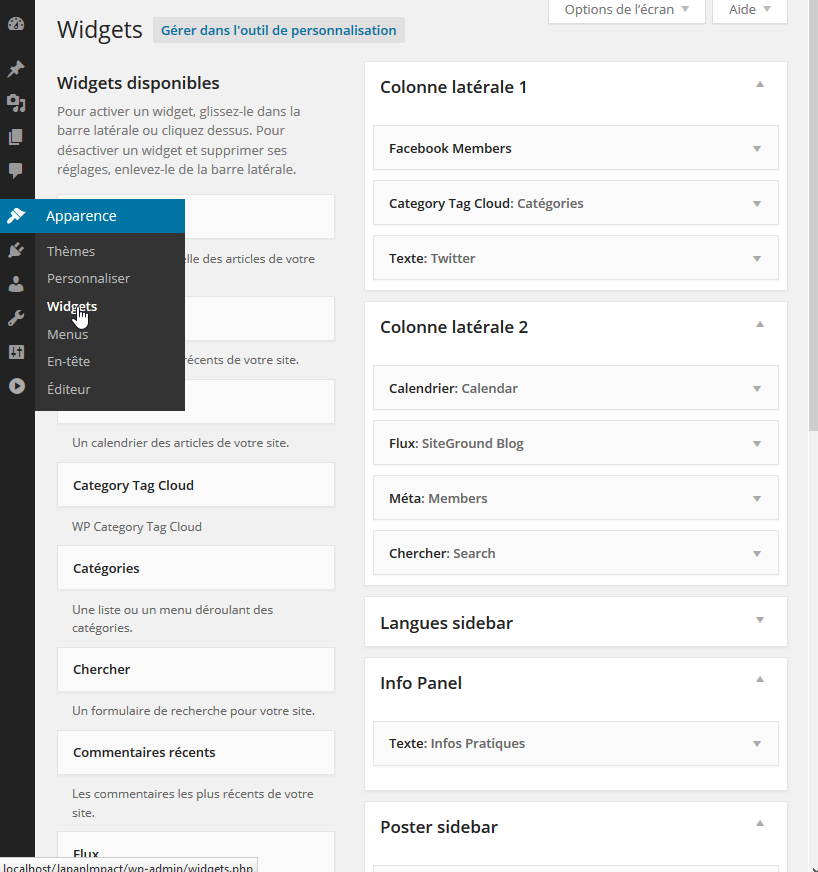 Widgets
Gérer dans l'outil de personnalisation
Options de l'écran
Aide
Widgets disponibles
Pour activer un widget, glissez-le dans la
barre latérale ou cliquez dessus. Pour
désactiver un widget et supprimer ses
réglages, enlevez-le de la barre latérale.
Apparence
Thèmes
Personnaliser
Widgets
Menus
En-tête
Éditeur
des articles de votre
récents de votre site.
Un calendrier des articles de votre site.
Category Tag Cloud
WP Category Tag Cloud
Catégories
Une liste ou un menu déroulant des
catégories.
Chercher
Un formulaire de recherche pour votre site.
Commentaires récents
Les commentaires les plus récents de votre
site.
Flux
localhost/JapanImpact/wp-admin/widgets.php
Colonne latérale 1
Facebook Members
Category Tag Cloud: Catégories
Texte: Twitter
Colonne latérale 2
Calendrier: Calendar
Flux: SiteGround Blog
Méta: Members
Chercher: Search
Langues sidebar
Info Panel
Texte: Infos Pratiques
Poster sidebar